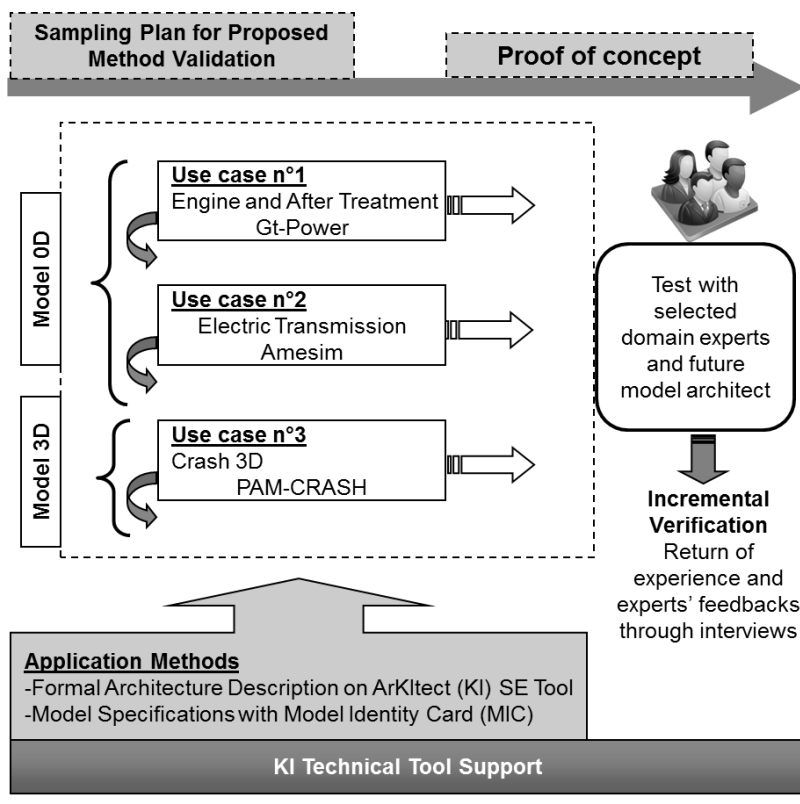 Sampling Plan for Proposed
Method Validation
Proof of concept
Model 0D
Use case n°1
Engine and After Treatment
Gt-Power
Use case n°2
Electric Transmission
Amesim
Model 3D
Use case n°3
Crash 3D
PAM-CRASH
Test with
selected
domain experts
and future
model architect
Incremental
Verification
Return of
experience and
experts' feedbacks
through interviews
Application Methods
-Formal Architecture Description on ArKItect (KI) SE Tool
-Model Specifications with Model Identity Card (MIC)
KI Technical Tool Support